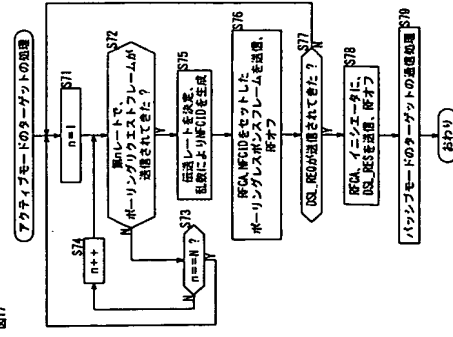 図17
アクティブモードのターゲットの処理
n=1
S71
n++
S74
第nレートで、
ポーリングリクエストフレームが
送信されてきた?
S72
N
Y
n==N ?
S73
N
Y
伝送レートを決定、
乱数によりNFCIDを生成
S75
RFCA,NFCIDをセットした
ポーリングレスポンスフレームを送信、
RFオフ
S76
DSL_REQが送信されてきた?
S77
N
Y
RFCA、イニシエータに、
DSL_RESを送信、RFオフ
S78
パッシブモードのターゲットの通信処理
S79
おわり